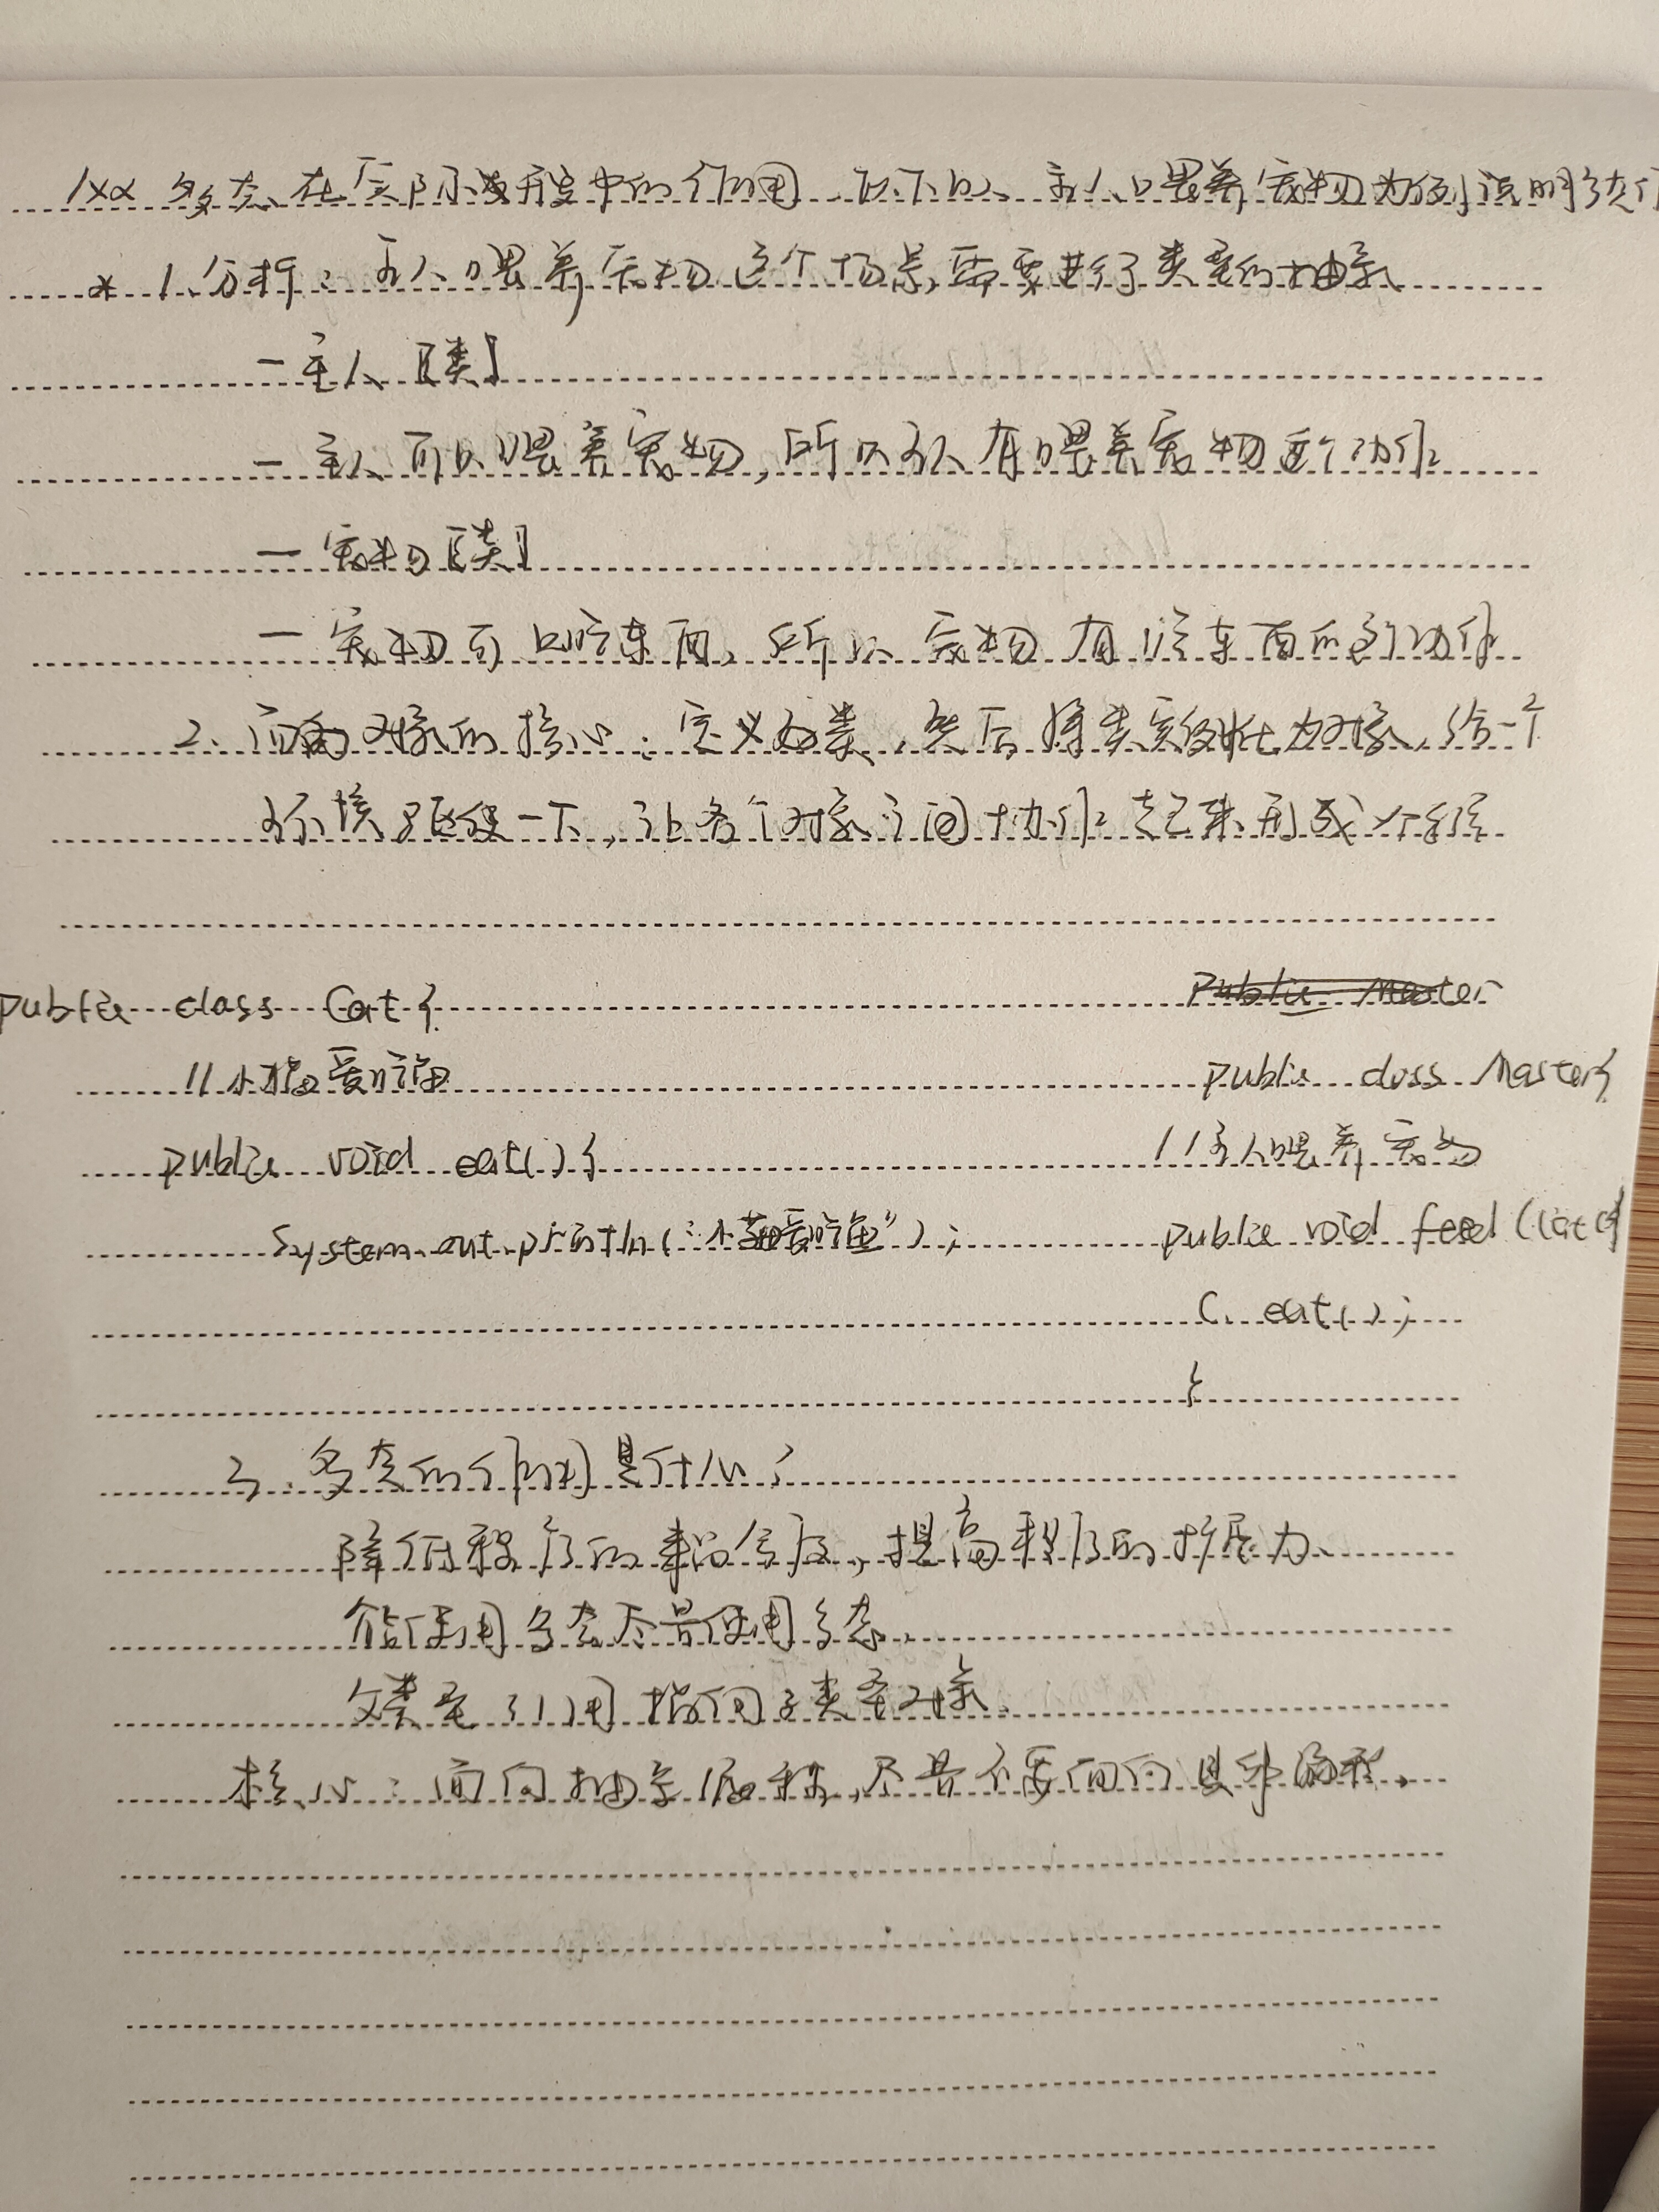 /** 多态在实际开发中的作用,以下以主人喂养宠物为例说明多态
* 1.分析:主人喂养宠物这个场景,需要进行类型的抽象
- 主人【类】
- 主人可以喂养宠物,所以主人有喂养宠物这个动作
- 宠物【类】
- 宠物可以吃东西,所以宠物有吃东西的这个动作
2.面向对象的核心:定义好类,然后将类实例化为对象,给一个
环境驱使一下,让各个对象之间协作起来形成一个系统
public class Cat {
//小猫爱吃鱼
public void eat() {
System.out.println("小猫爱吃鱼");
public class Master {
//主人喂养宠物
public void feed (Cat c) {
c.eat();
}
3.多态的作用是什么?
降低程序的耦合度,提高程序的扩展力、
能使用多态尽量使用多态、
父类型引用指向子类型对象、
核心:面向抽象编程,尽量不要面向具体编程、